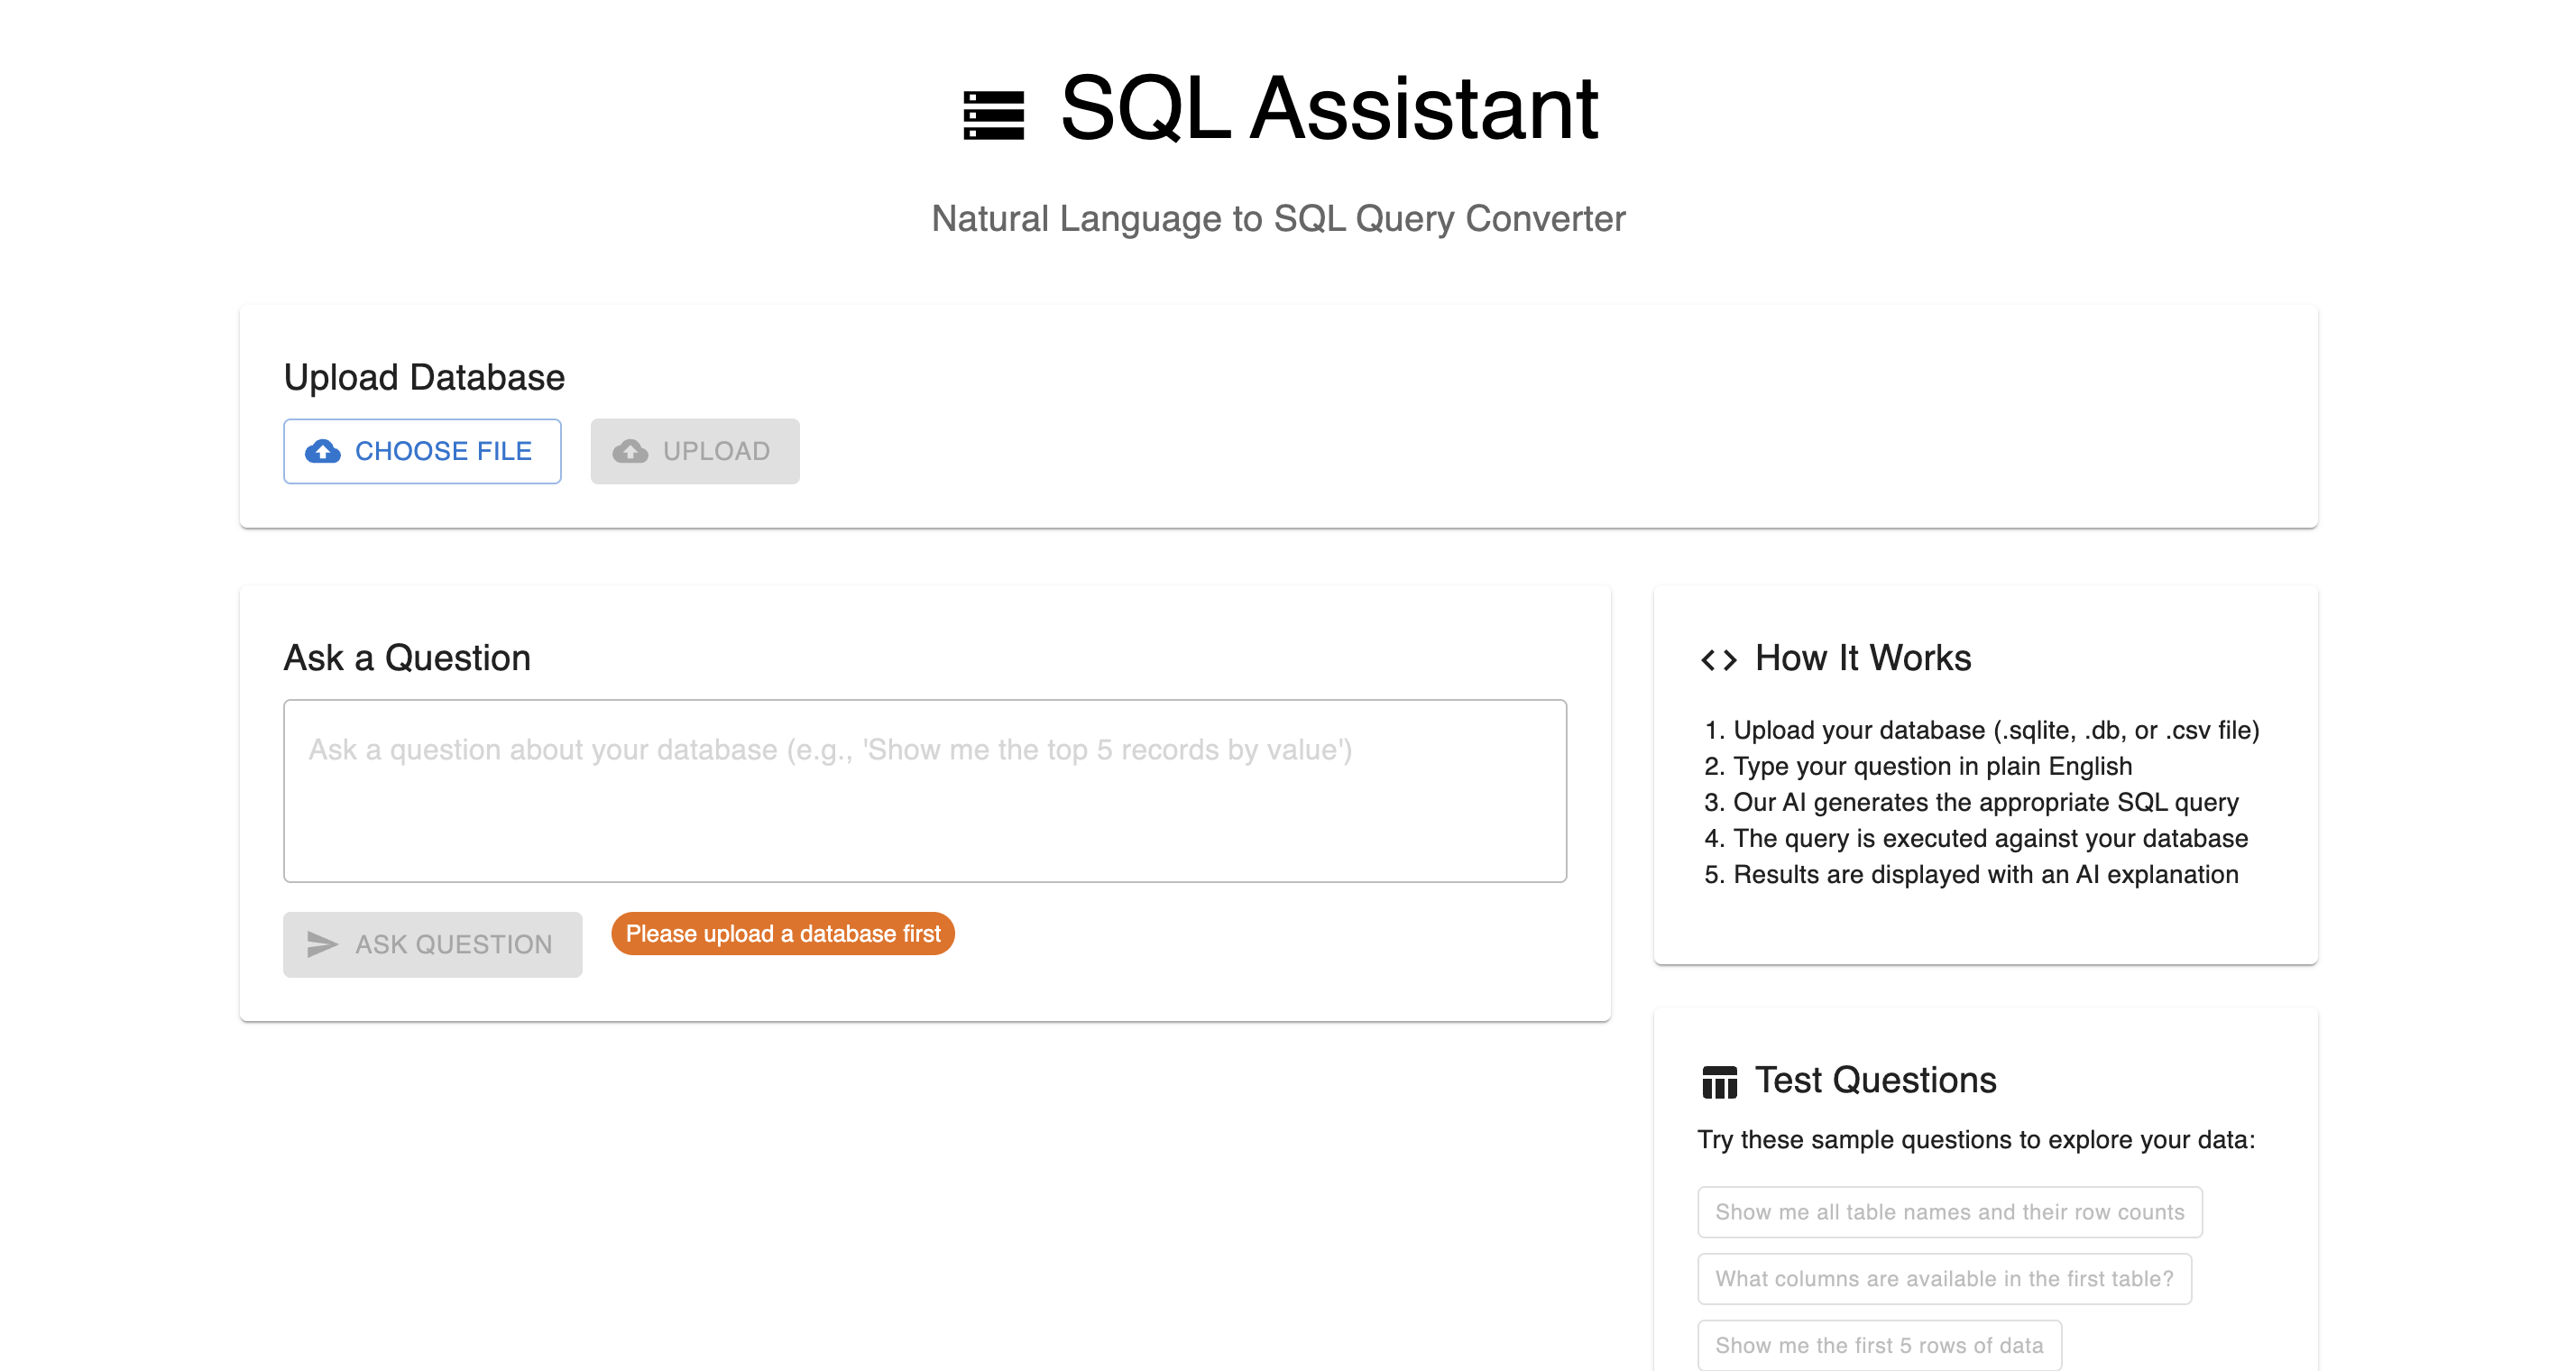 SQL Assistant
Natural Language to SQL Query Converter
Upload Database
CHOOSE FILE
UPLOAD
Ask a Question
Ask a question about your database (e.g., 'Show me the top 5 records by value')
ASK QUESTION
Please upload a database first
How It Works
1. Upload your database (.sqlite, .db, or .csv file)
2. Type your question in plain English
3. Our AI generates the appropriate SQL query
4. The query is executed against your database
5. Results are displayed with an AI explanation
Test Questions
Try these sample questions to explore your data:
Show me all table names and their row counts
What columns are available in the first table?
Show me the first 5 rows of data